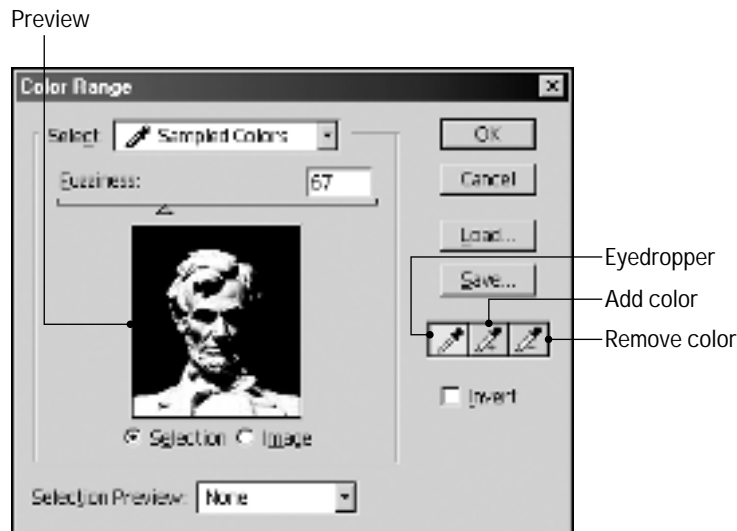 Preview
Color Range
Select: Sampled Colors
OK
Fuzziness: 67
Cancel
Load...
Save...
Eyedropper
Add color
Remove color
Invert
Selection Image
Selection Preview: None